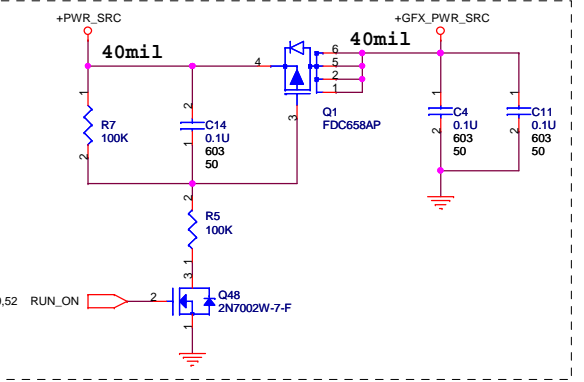 +PWR_SRC
+GFX_PWR_SRC
40mil
40mil
4
6
5
2
1
3
Q1
FDC658AP
1
R7
100K
2
2
C14
0.1U
603
50
1
1
C4
0.1U
603
50
2
1
C11
0.1U
603
50
2
2
R5
100K
1
3
Q48
2N7002W-7-F
,52
RUN_ON
2
1